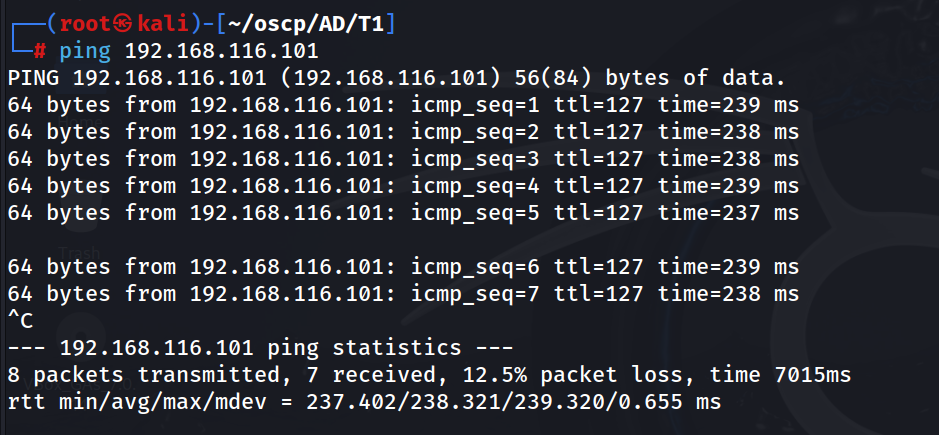 ┌──(root㉿kali)-[~/oscp/AD/T1]
└─# ping 192.168.116.101
PING 192.168.116.101 (192.168.116.101) 56(84) bytes of data.
64 bytes from 192.168.116.101: icmp_seq=1 ttl=127 time=239 ms
64 bytes from 192.168.116.101: icmp_seq=2 ttl=127 time=238 ms
64 bytes from 192.168.116.101: icmp_seq=3 ttl=127 time=238 ms
64 bytes from 192.168.116.101: icmp_seq=4 ttl=127 time=239 ms
64 bytes from 192.168.116.101: icmp_seq=5 ttl=127 time=237 ms
Trash
64 bytes from 192.168.116.101: icmp_seq=6 ttl=127 time=239 ms
64 bytes from 192.168.116.101: icmp_seq=7 ttl=127 time=238 ms
^C
--- 192.168.116.101 ping statistics ---
8 packets transmitted, 7 received, 12.5% packet loss, time 7015ms
rtt min/avg/max/mdev = 237.402/238.321/239.320/0.655 ms